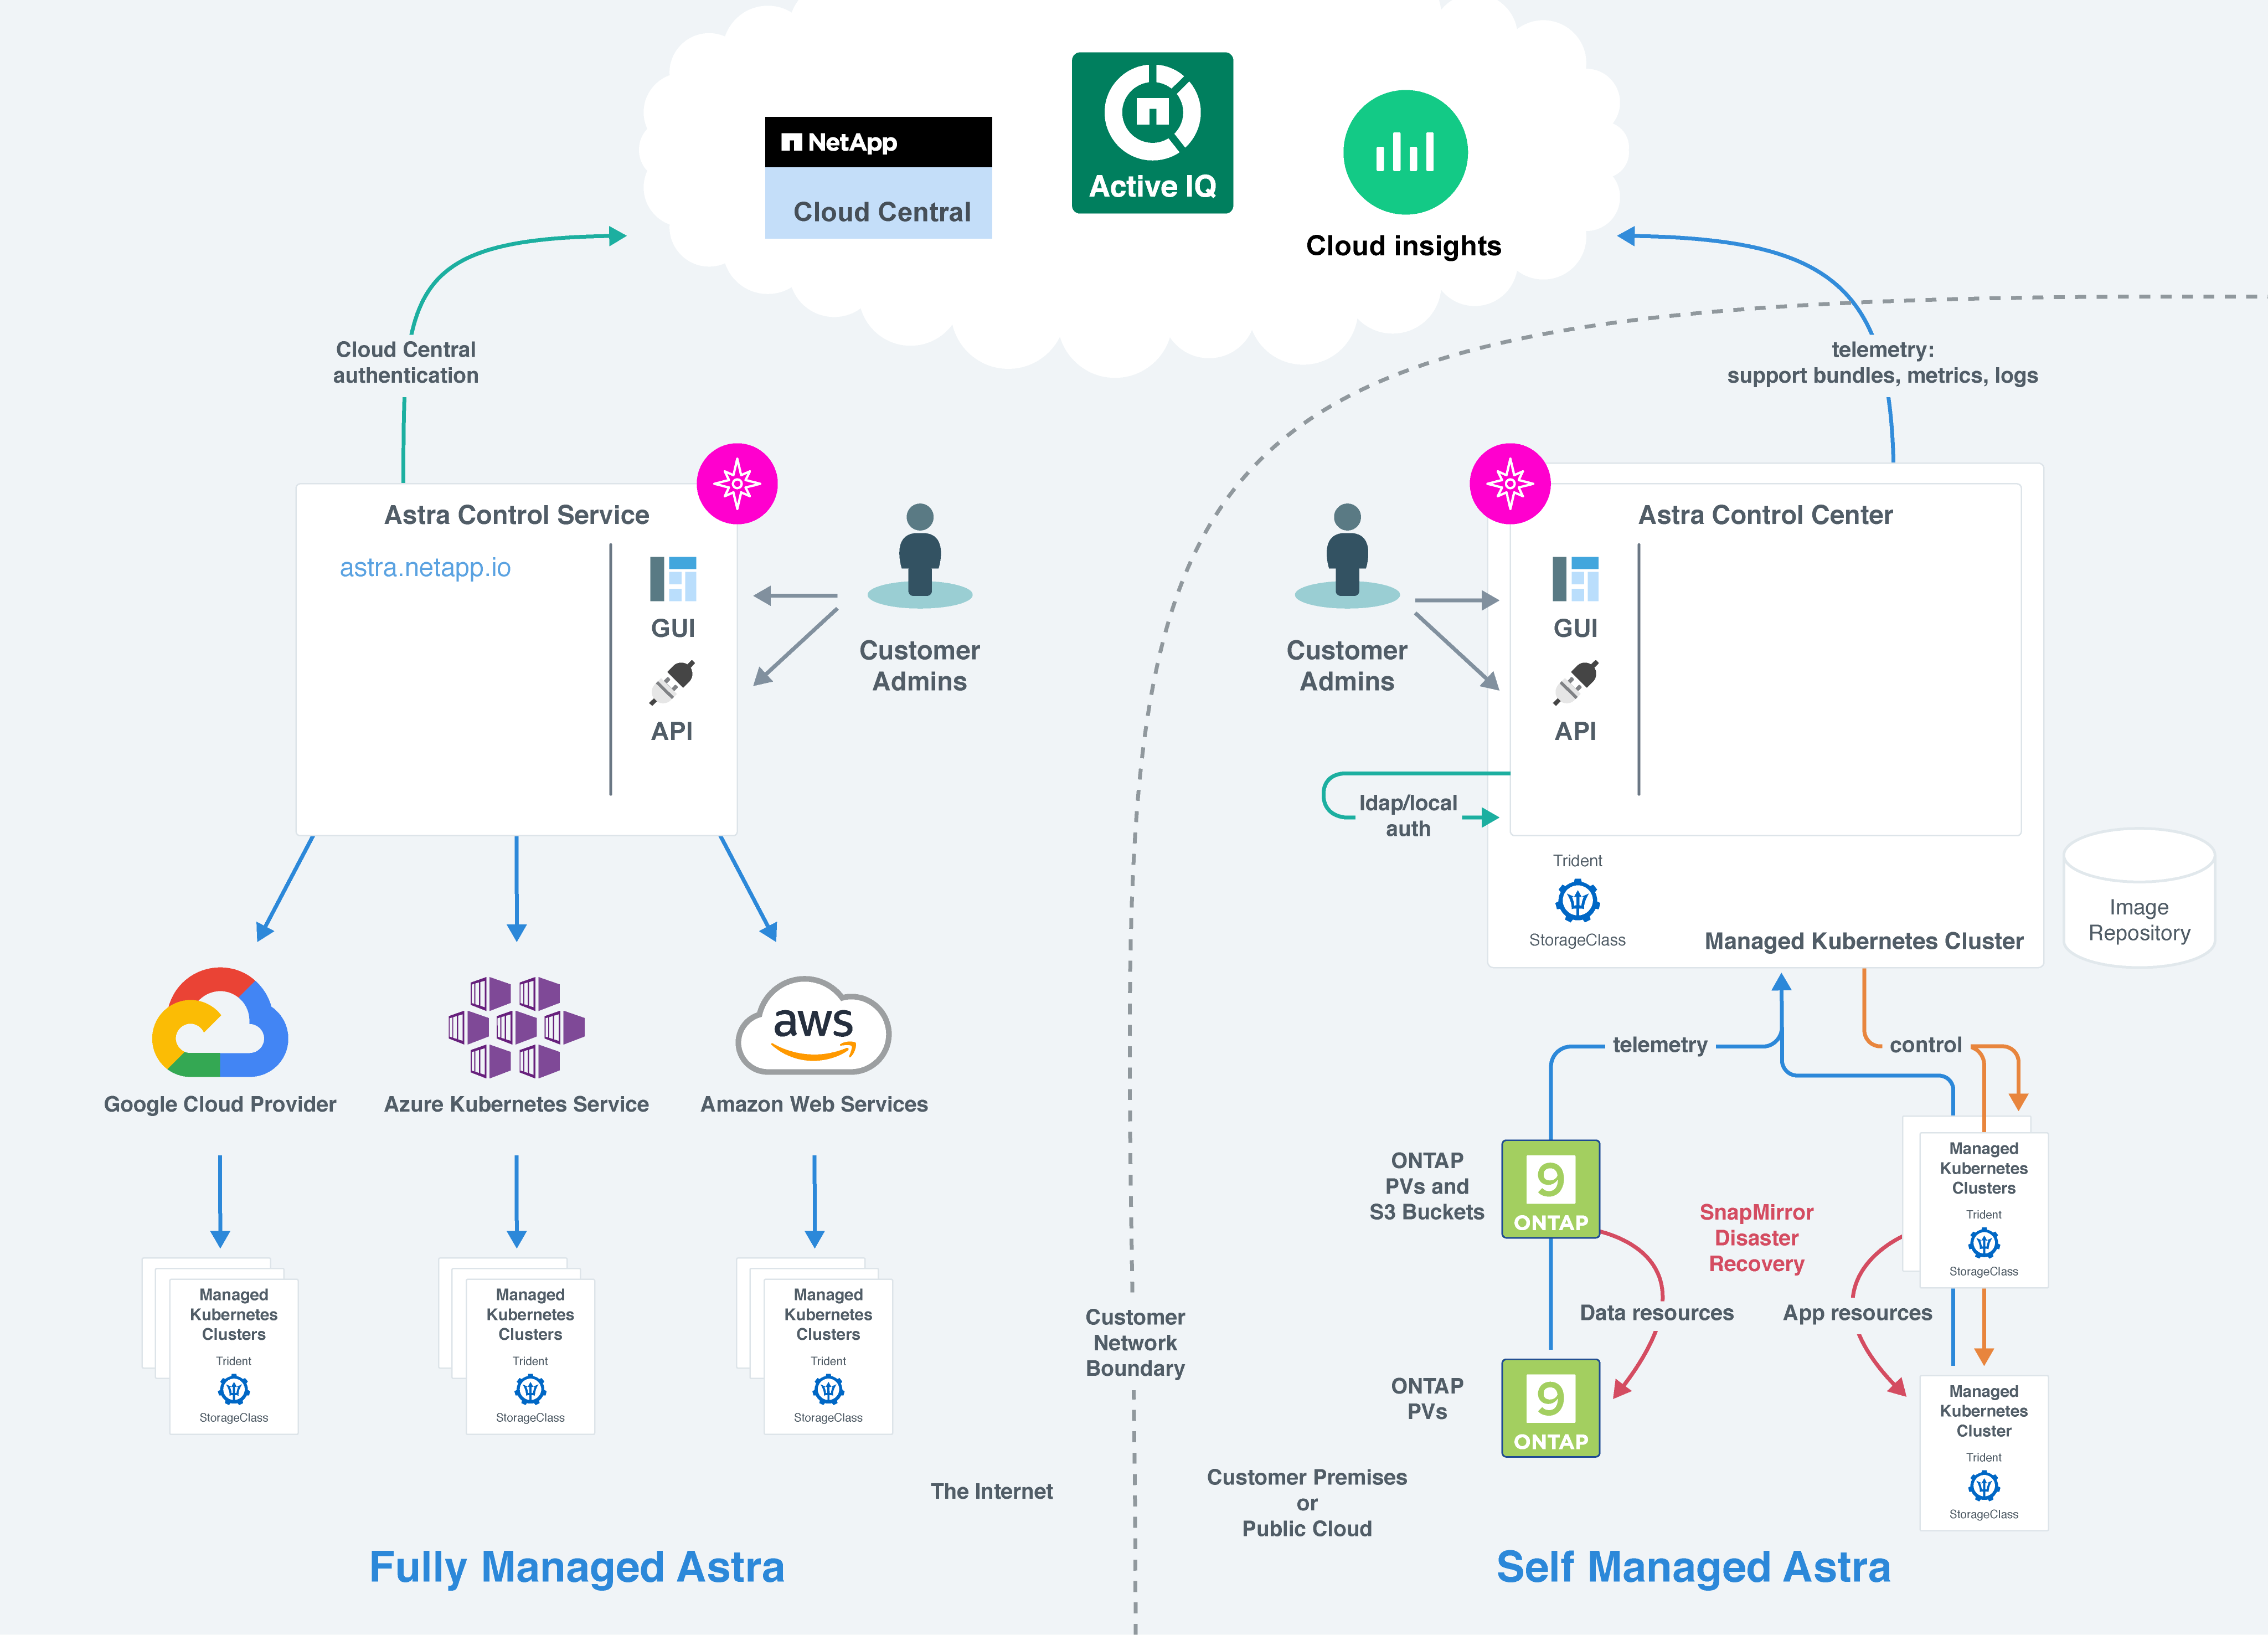 NetApp
Cloud Central
Active IQ
Cloud insights
Cloud Central
authentication
telemetry:
support bundles, metrics, logs
Astra Control Service
astra.netapp.io
GUI
API
Customer
Admins
Customer
Admins
Astra Control Center
GUI
API
ldap/local
auth
Trident
StorageClass
Managed Kubernetes Cluster
Image
Repository
aws
Google Cloud Provider
Azure Kubernetes Service
Amazon Web Services
Managed
Kubernetes
Clusters
Trident
StorageClass
Managed
Kubernetes
Clusters
Trident
StorageClass
Managed
Kubernetes
Clusters
Trident
StorageClass
telemetry
control
ONTAP
PVs and
S3 Buckets
9
ONTAP
SnapMirror
Disaster
Recovery
Managed
Kubernetes
Clusters
Trident
StorageClass
Data resources
App resources
Customer
Network
Boundary
ONTAP
PVs
9
ONTAP
Managed
Kubernetes
Cluster
Trident
StorageClass
The Internet
Customer Premises
or
Public Cloud
Fully Managed Astra
Self Managed Astra